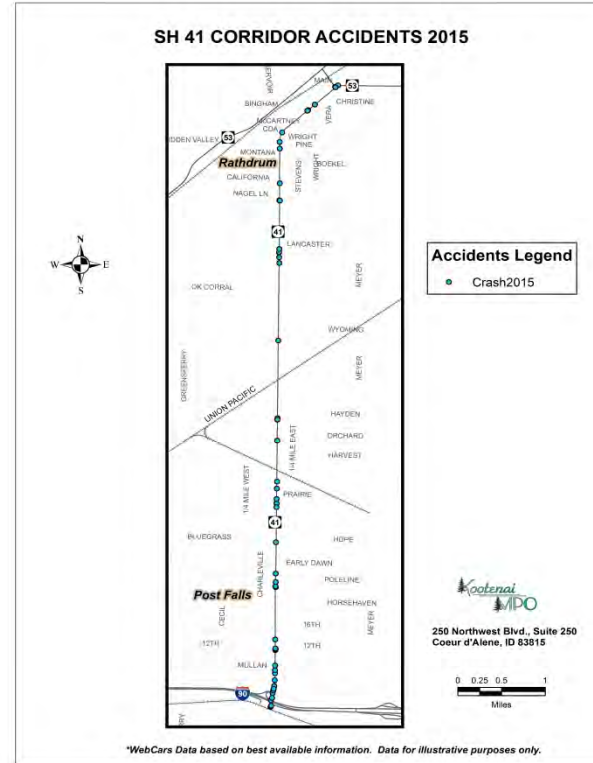 SH 41 CORRIDOR ACCIDENTS 2015
MAIN
53
CHRISTINE
BINGHAM
VERA
MCCARTNEY
COA
53
WRIGHT
PINE
MONTANA
Rathdrum
STEVENS
WRIGHT
BOEKEL
CALIFORNIA
NAGEL LN
41
LANCASTER
N
W
E
S
Accidents Legend
Crash2015
MEYER
OK CORRAL
WYOMING
MEYER
GREENSFERRY
UNION PACIFIC
HAYDEN
ORCHARD
1/4 MILE EAST
HARVEST
1/4 MILE WEST
PRAIRIE
41
BLUEGRASS
HOPE
CHARLEVILLE
EARLY DAWN
POLELINE
Post Falls
HORSEHAVEN
CECIL
16TH
MEYER
12TH
12TH
MULLAN
90
Kootenai
MPO
250 Northwest Blvd., Suite 250
Coeur d'Alene, ID 83815
0 0.25 0.5 1
Miles
*WebCars Data based on best available information. Data for illustrative purposes only.